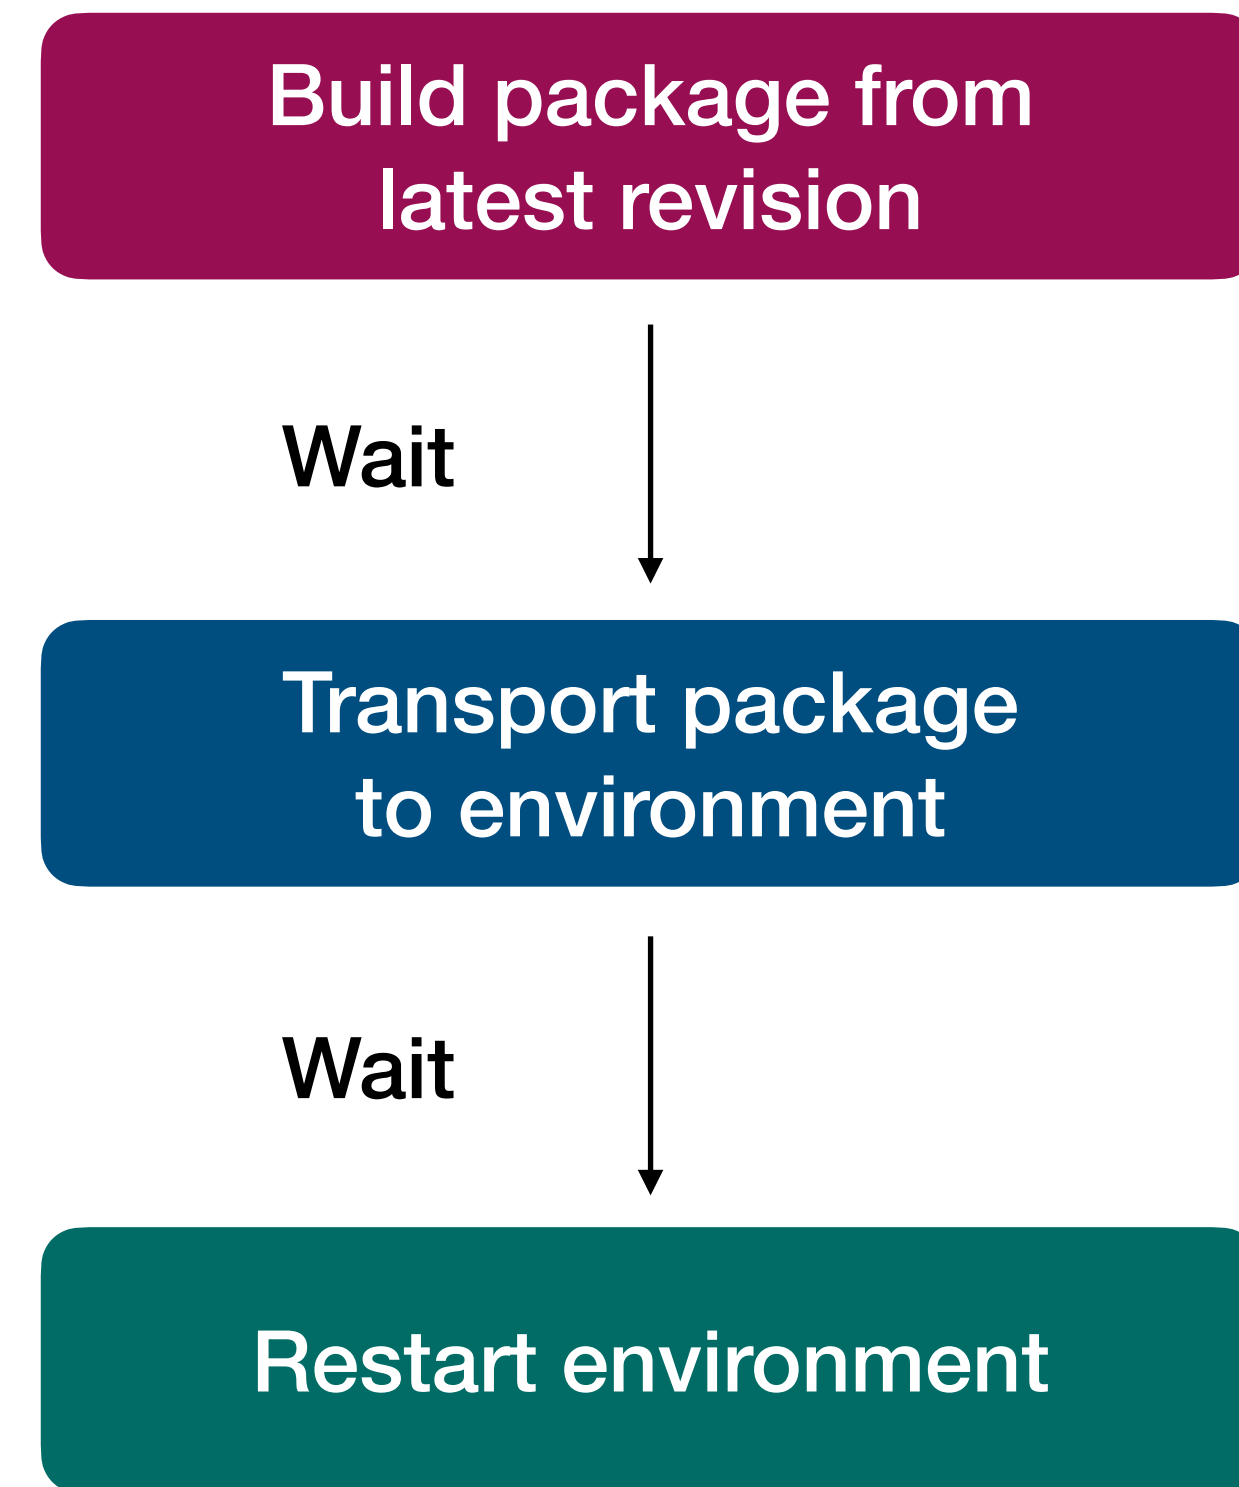 Build package from
latest revision
Wait
Transport package
to environment
Wait
Restart environment